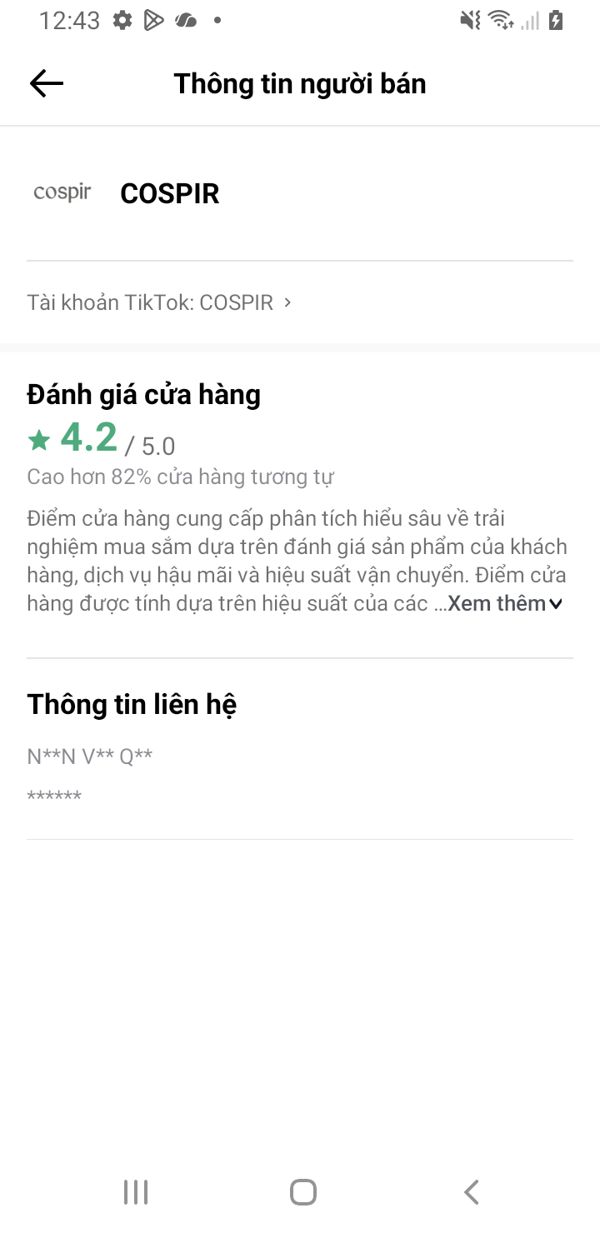 12:43
Thông tin người bán
cospir COSPIR
Tài khoản TikTok: COSPIR >
Đánh giá cửa hàng
4.2 / 5.0
Cao hơn 82% cửa hàng tương tự
Điểm cửa hàng cung cấp phân tích hiểu sâu về trải
nghiệm mua sắm dựa trên đánh giá sản phẩm của khách
hàng, dịch vụ hậu mãi và hiệu suất vận chuyển. Điểm cửa
hàng được tính dựa trên hiệu suất của các ...Xem thêm
Thông tin liên hệ
N**N V** Q**
******